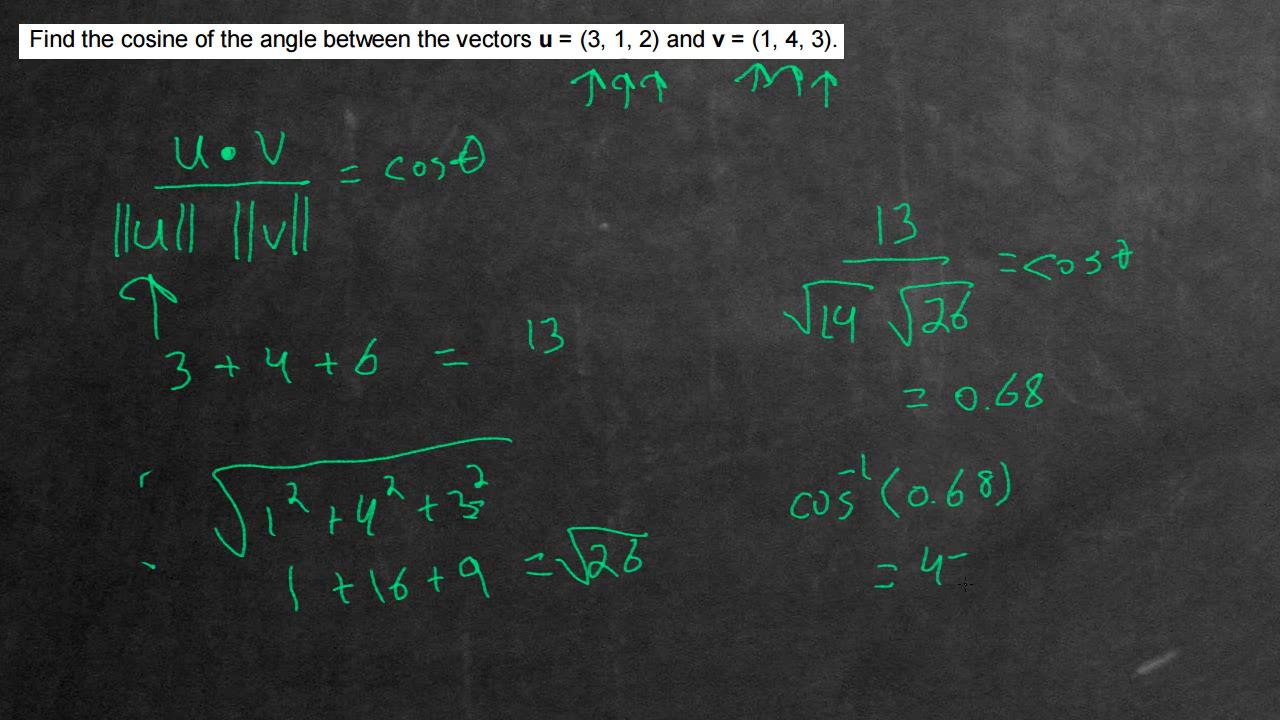 Find the cosine of the angle between the vectors u = (3, 1, 2) and v = (1, 4, 3).
u • v
||u|| ||v||
= cos θ
3 + 4 + 6 = 13
√1² + 4² + 3²
1 + 16 + 9 = √26
13
√14 √26
= cos θ
= 0.68
cos⁻¹(0.68)
= 4